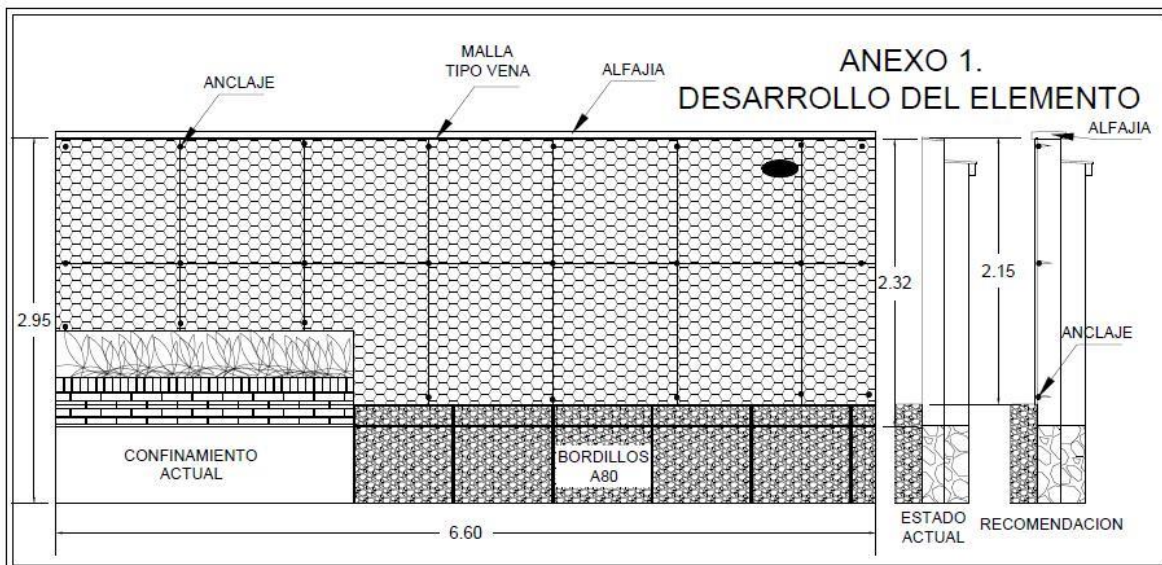 ANEXO 1.
DESARROLLO DEL ELEMENTO
ANCLAJE
MALLA
TIPO VENA
ALFAJIA
ALFAJIA
2.95
2.32
2.15
ANCLAJE
CONFINAMIENTO
ACTUAL
BORDILLOS
A80
6.60
ESTADO
ACTUAL
RECOMENDACION